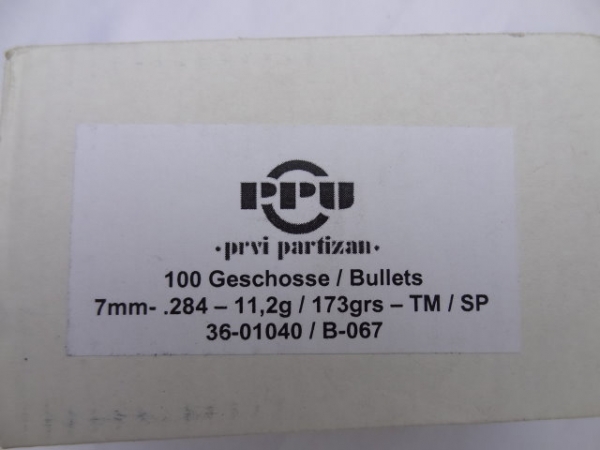 PPU
·prvi partizan·
100 Geschosse / Bullets
7mm- .284 – 11,2g / 173grs – TM / SP
36-01040 / B-067